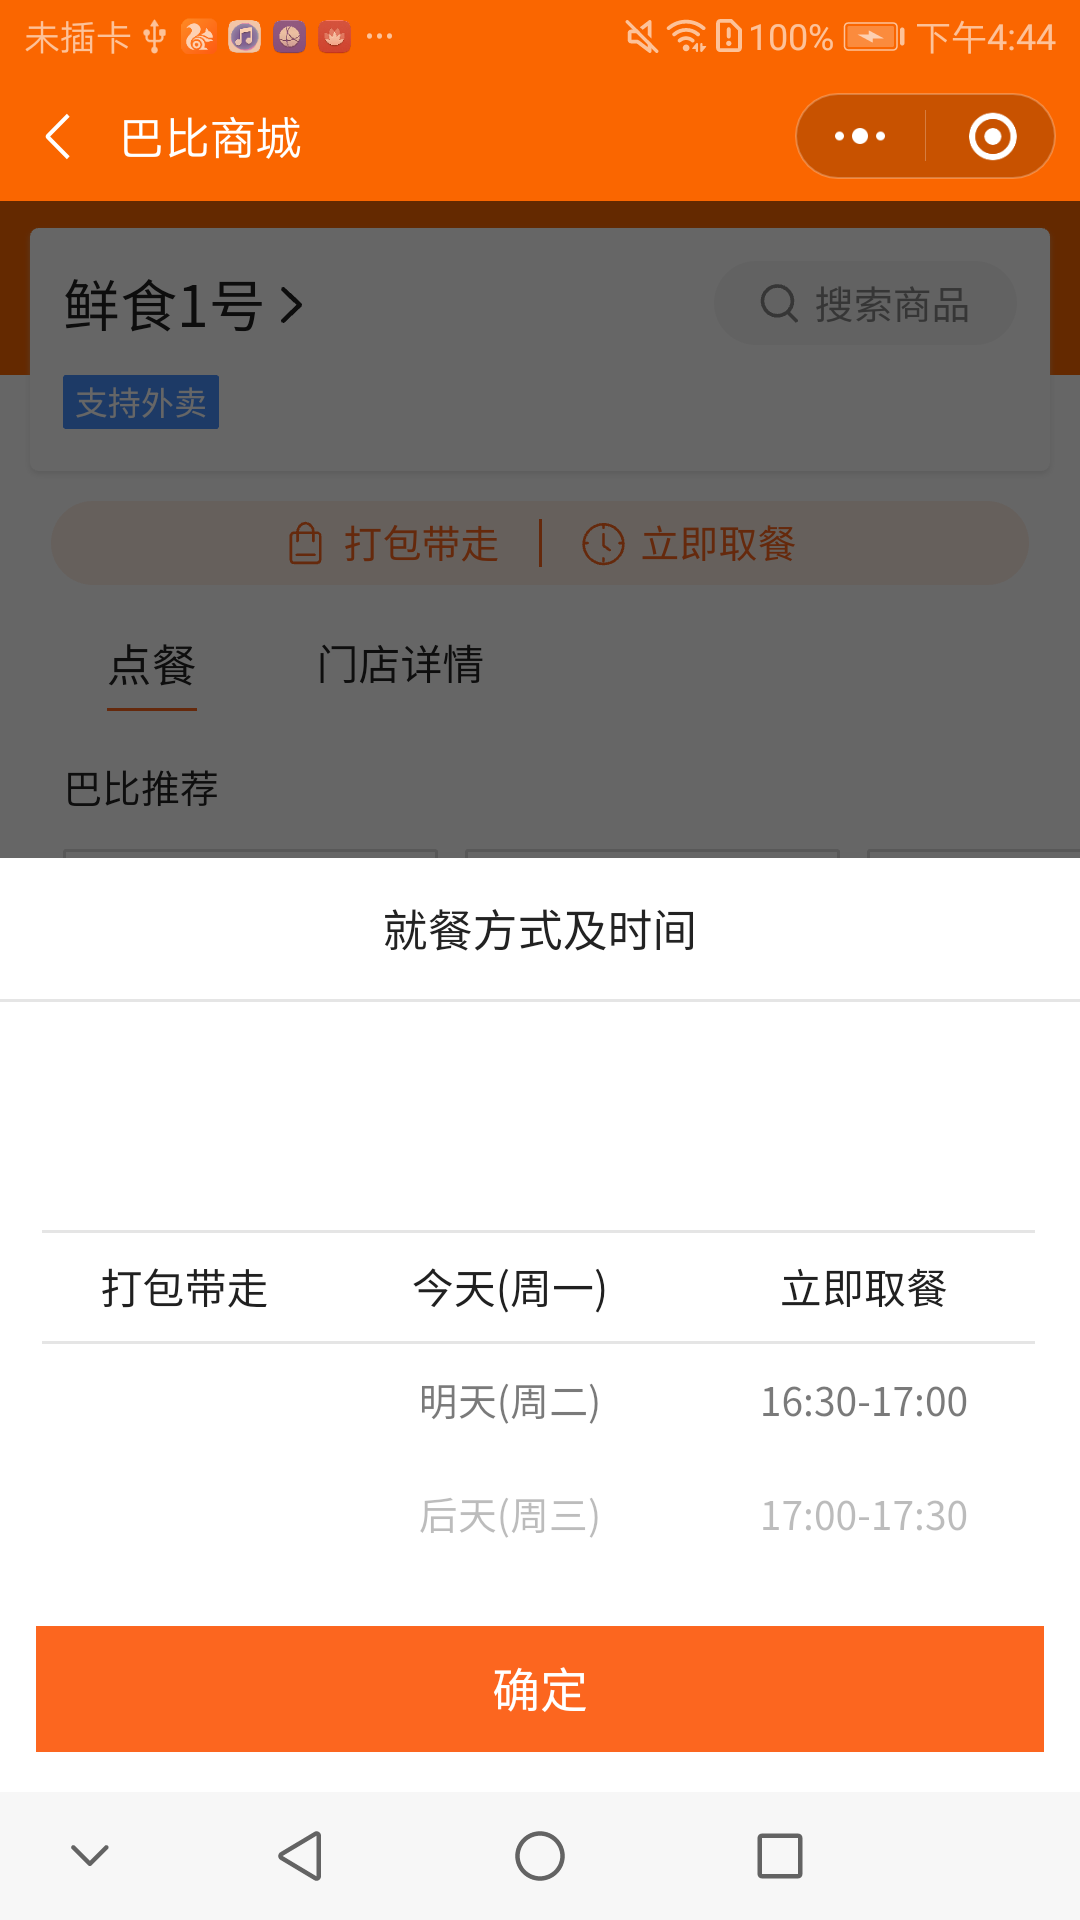 未插卡 100% 下午4:44
巴比商城
鲜食1号
搜索商品
支持外卖
打包带走 立即取餐
点餐 门店详情
巴比推荐
就餐方式及时间
打包带走 今天(周一) 立即取餐
明天(周二) 16:30-17:00
后天(周三) 17:00-17:30
确定